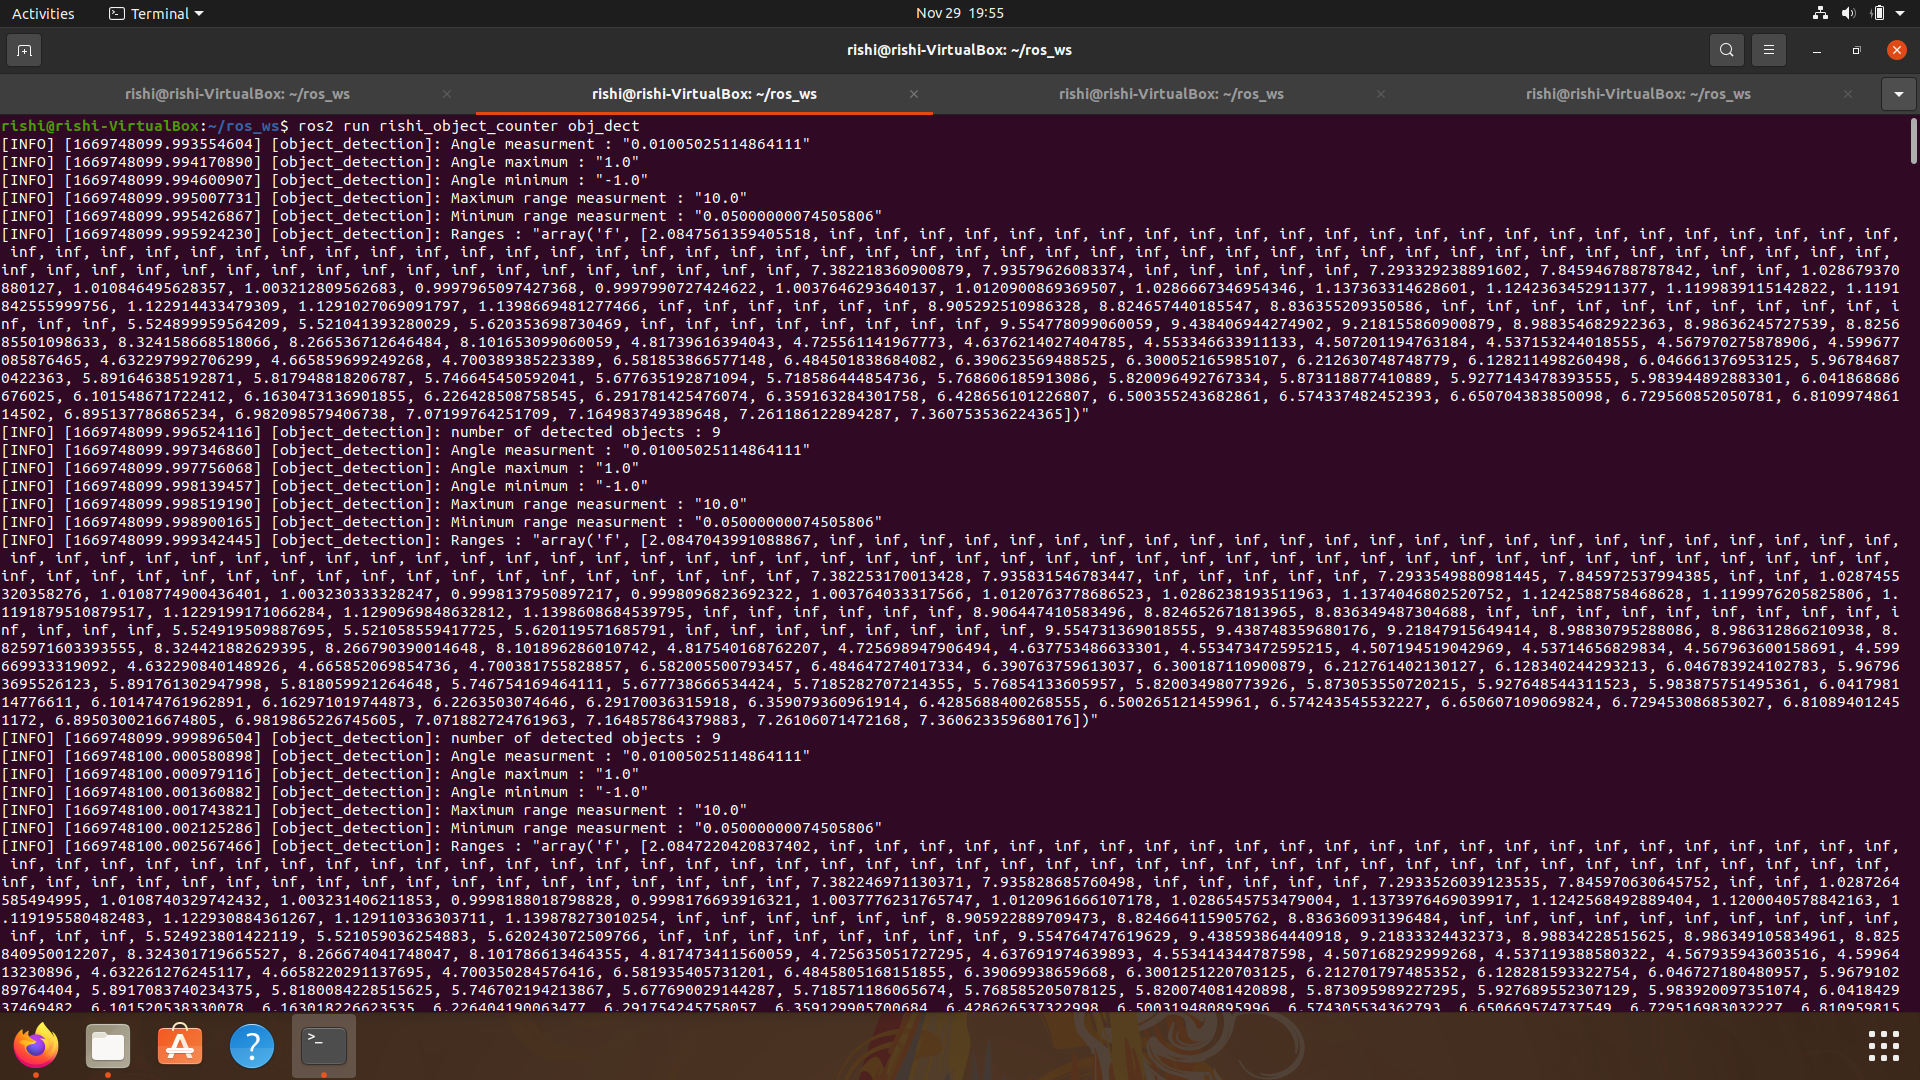 Activities
Terminal
Nov 29 19:55
rishi@rishi-VirtualBox: ~/ros_ws
rishi@rishi-VirtualBox: ~/ros_ws
rishi@rishi-VirtualBox: ~/ros_ws
rishi@rishi-VirtualBox: ~/ros_ws
rishi@rishi-VirtualBox: ~/ros_ws
rishi@rishi-VirtualBox:~/ros_ws$ ros2 run rishi_object_counter obj_dect
[INFO] [1669748099.993554604] [object_detection]: Angle measurment : "0.01005025114864111"
[INFO] [1669748099.994170890] [object_detection]: Angle maximum : "1.0"
[INFO] [1669748099.994600907] [object_detection]: Angle minimum : "-1.0"
[INFO] [1669748099.995007731] [object_detection]: Maximum range measurment : "10.0"
[INFO] [1669748099.995426867] [object_detection]: Minimum range measurment : "0.05000000074505806"
[INFO] [1669748099.995924230] [object_detection]: Ranges : "array('f', [2.0847561359405518, inf, inf, inf, inf, inf, inf, inf, inf, inf, inf, inf, inf, inf, inf, inf, inf, inf, inf, inf, inf, inf, inf, inf, inf,
inf, inf, inf, inf, inf, inf, inf, inf, inf, inf, inf, inf, inf, inf, inf, inf, inf, inf, inf, inf, inf, inf, inf, inf, inf, inf, inf, inf, inf, inf, inf, inf, inf, inf, inf, inf, inf, inf, inf, inf, inf, inf,
inf, inf, inf, inf, inf, inf, inf, inf, inf, inf, inf, inf, inf, inf, inf, inf, inf, inf, 7.382218360900879, 7.93579626083374, inf, inf, inf, inf, inf, 7.293329238891602, 7.845946788787842, inf, inf, 1.028679370
880127, 1.010846495628357, 1.003212809562683, 0.9997965097427368, 0.9997990727424622, 1.0037646293640137, 1.0120900869369507, 1.0286667346954346, 1.137363314628601, 1.1242363452911377, 1.1199839115142822, 1.1191
842555999756, 1.122914433479309, 1.1291027069091797, 1.1398669481277466, inf, inf, inf, inf, inf, inf, 8.905292510986328, 8.824657440185547, 8.836355209350586, inf, inf, inf, inf, inf, inf, inf, inf, inf, inf, i
nf, inf, inf, 5.524899959564209, 5.521041393280029, 5.620353698730469, inf, inf, inf, inf, inf, inf, inf, inf, 9.554778099060059, 9.438406944274902, 9.218155860900879, 8.988354682922363, 8.98636245727539, 8.8256
85501098633, 8.324158668518066, 8.266536712646484, 8.101653099060059, 4.81739616394043, 4.725561141967773, 4.6376214027404785, 4.553346633911133, 4.507201194763184, 4.537153244018555, 4.567970275878906, 4.599677
085876465, 4.632297992706299, 4.665859699249268, 4.700389385223389, 6.581853866577148, 6.484501838684082, 6.390623569488525, 6.300052165985107, 6.212630748748779, 6.128211498260498, 6.046661376953125, 5.96784687
0422363, 5.891646385192871, 5.817948818206787, 5.746645450592041, 5.677635192871094, 5.718586444854736, 5.768606185913086, 5.820096492767334, 5.873118877410889, 5.9277143478393555, 5.983944892883301, 6.041868686
676025, 6.101548671722412, 6.1630473136901855, 6.226428508758545, 6.291781425476074, 6.359163284301758, 6.428656101226807, 6.500355243682861, 6.574337482452393, 6.650704383850098, 6.729560852050781, 6.8109974861
14502, 6.895137786865234, 6.982098579406738, 7.07199764251709, 7.164983749389648, 7.261186122894287, 7.360753536224365])"
[INFO] [1669748099.996524116] [object_detection]: number of detected objects : 9
[INFO] [1669748099.997346860] [object_detection]: Angle measurment : "0.01005025114864111"
[INFO] [1669748099.997756068] [object_detection]: Angle maximum : "1.0"
[INFO] [1669748099.998139457] [object_detection]: Angle minimum : "-1.0"
[INFO] [1669748099.998519190] [object_detection]: Maximum range measurment : "10.0"
[INFO] [1669748099.998900165] [object_detection]: Minimum range measurment : "0.05000000074505806"
[INFO] [1669748099.999342445] [object_detection]: Ranges : "array('f', [2.0847043991088867, inf, inf, inf, inf, inf, inf, inf, inf, inf, inf, inf, inf, inf, inf, inf, inf, inf, inf, inf, inf, inf, inf, inf, inf,
inf, inf, inf, inf, inf, inf, inf, inf, inf, inf, inf, inf, inf, inf, inf, inf, inf, inf, inf, inf, inf, inf, inf, inf, inf, inf, inf, inf, inf, inf, inf, inf, inf, inf, inf, inf, inf, inf, inf, inf, inf, inf,
inf, inf, inf, inf, inf, inf, inf, inf, inf, inf, inf, inf, inf, inf, inf, inf, inf, inf, 7.382253170013428, 7.935831546783447, inf, inf, inf, inf, inf, 7.2933549880981445, 7.845972537994385, inf, inf, 1.0287455
320358276, 1.0108774900436401, 1.003230333328247, 0.9998137950897217, 0.9998096823692322, 1.003764033317566, 1.0120763778686523, 1.0286238193511963, 1.1374046802520752, 1.1242588758468628, 1.1199976205825806, 1.
1191879510879517, 1.1229199171066284, 1.1290969848632812, 1.1398608684539795, inf, inf, inf, inf, inf, inf, 8.906447410583496, 8.824652671813965, 8.836349487304688, inf, inf, inf, inf, inf, inf, inf, inf, inf, i
nf, inf, inf, inf, 5.524919509887695, 5.521058559417725, 5.620119571685791, inf, inf, inf, inf, inf, inf, inf, inf, 9.554731369018555, 9.438748359680176, 9.21847915649414, 8.98830795288086, 8.986312866210938, 8.
825971603393555, 8.324421882629395, 8.266790390014648, 8.101896286010742, 4.817540168762207, 4.725698947906494, 4.637753486633301, 4.553473472595215, 4.507194519042969, 4.53714656829834, 4.567963600158691, 4.599
669933319092, 4.632290840148926, 4.665852069854736, 4.700381755828857, 6.582005500793457, 6.484647274017334, 6.390763759613037, 6.300187110900879, 6.212761402130127, 6.128340244293213, 6.046783924102783, 5.96796
3695526123, 5.891761302947998, 5.818059921264648, 5.746754169464111, 5.677738666534424, 5.7185282707214355, 5.76854133605957, 5.820034980773926, 5.873053550720215, 5.927648544311523, 5.983875751495361, 6.041798
114776611, 6.101474761962891, 6.162971019744873, 6.2263503074646, 6.29170036315918, 6.359079360961914, 6.4285688400268555, 6.500265121459961, 6.574243545532227, 6.650607109069824, 6.729453086853027, 6.81089401245
1172, 6.8950300216674805, 6.9819865226745605, 7.071882724761963, 7.164857864379883, 7.26106071472168, 7.360623359680176])"
[INFO] [1669748099.999896504] [object_detection]: number of detected objects : 9
[INFO] [1669748100.000580898] [object_detection]: Angle measurment : "0.01005025114864111"
[INFO] [1669748100.000979116] [object_detection]: Angle maximum : "1.0"
[INFO] [1669748100.001360882] [object_detection]: Angle minimum : "-1.0"
[INFO] [1669748100.001743821] [object_detection]: Maximum range measurment : "10.0"
[INFO] [1669748100.002125286] [object_detection]: Minimum range measurment : "0.05000000074505806"
[INFO] [1669748100.002567466] [object_detection]: Ranges : "array('f', [2.0847220420837402, inf, inf, inf, inf, inf, inf, inf, inf, inf, inf, inf, inf, inf, inf, inf, inf, inf, inf, inf, inf, inf, inf, inf, inf,
inf, inf, inf, inf, inf, inf, inf, inf, inf, inf, inf, inf, inf, inf, inf, inf, inf, inf, inf, inf, inf, inf, inf, inf, inf, inf, inf, inf, inf, inf, inf, inf, inf, inf, inf, inf, inf, inf, inf, inf, inf, inf,
inf, inf, inf, inf, inf, inf, inf, inf, inf, inf, inf, inf, inf, inf, inf, inf, inf, inf, 7.382246971130371, 7.935828685760498, inf, inf, inf, inf, inf, 7.2933526039123535, 7.845970630645752, inf, inf, 1.0287264
585494995, 1.0108740329742432, 1.003231406211853, 0.9998188018798828, 0.9998176693916321, 1.0037776231765747, 1.0120961666107178, 1.0286545753479004, 1.1373976469039917, 1.1242568492889404, 1.1200040578842163, 1
.119195580482483, 1.122930884361267, 1.129110336303711, 1.139878273010254, inf, inf, inf, inf, inf, inf, 8.905922889709473, 8.824664115905762, 8.836360931396484, inf, inf, inf, inf, inf, inf, inf, inf, inf, inf,
inf, inf, inf, 5.524923801422119, 5.521059036254883, 5.620243072509766, inf, inf, inf, inf, inf, inf, inf, inf, 9.554764747619629, 9.438593864440918, 9.21833324432373, 8.98834228515625, 8.986349105834961, 8.825
840950012207, 8.324301719665527, 8.266674041748047, 8.101786613464355, 4.817473411560059, 4.725635051727295, 4.637691974639893, 4.553414344787598, 4.507168292999268, 4.537119388580322, 4.567935943603516, 4.59964
13230896, 4.632261276245117, 4.6658220291137695, 4.700350284576416, 6.581935405731201, 6.484580516815185​5, 6.39069938659668, 6.3001251220703125, 6.212701797485352, 6.128281593322754, 6.046727180480957, 5.9679102
89764404, 5.8917083740234375, 5.8180084228515625, 5.746702194213867, 5.677690029144287, 5.718571186065674, 5.768585205078125, 5.820074081420898, 5.873095989227295, 5.927689552307129, 5.983920097351074, 6.0418429
37469482, 6.101520538330078, 6.163018226623535, 6.226404190063477, 6.291754245758057, 6.359129905700684, 6.428626537322998, 6.500319480895996, 6.574305534362793, 6.650669574737549, 6.729516983032227, 6.810959815